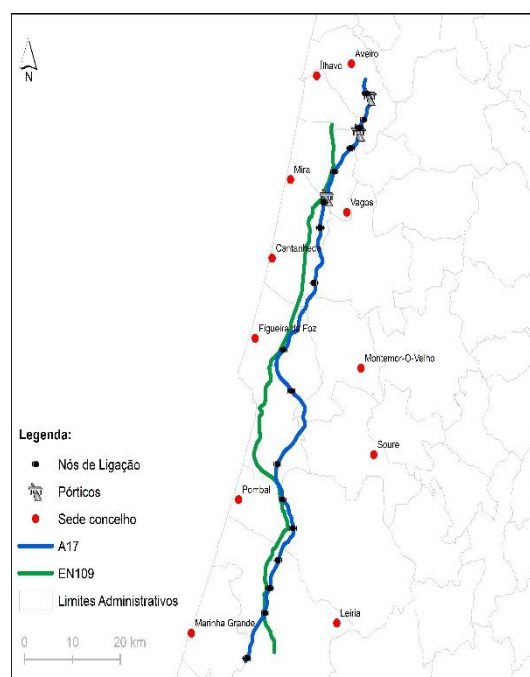 N
Aveiro
Ílhavo
Mira
Vagos
Cantanhede
Figueira da Foz
Montemor-O-Velho
Soure
Pombal
Leiria
Marinha Grande
Legenda:
Nós de Ligação
Pórticos
Sede concelho
A17
EN109
Limites Administrativos
0 10 20 km